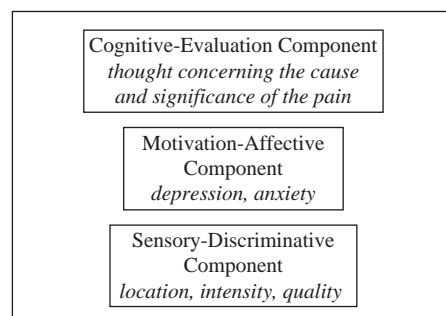 Cognitive-Evaluation Component
thought concerning the cause
and significance of the pain
Motivation-Affective
Component
depression, anxiety
Sensory-Discriminative
Component
location, intensity, quality